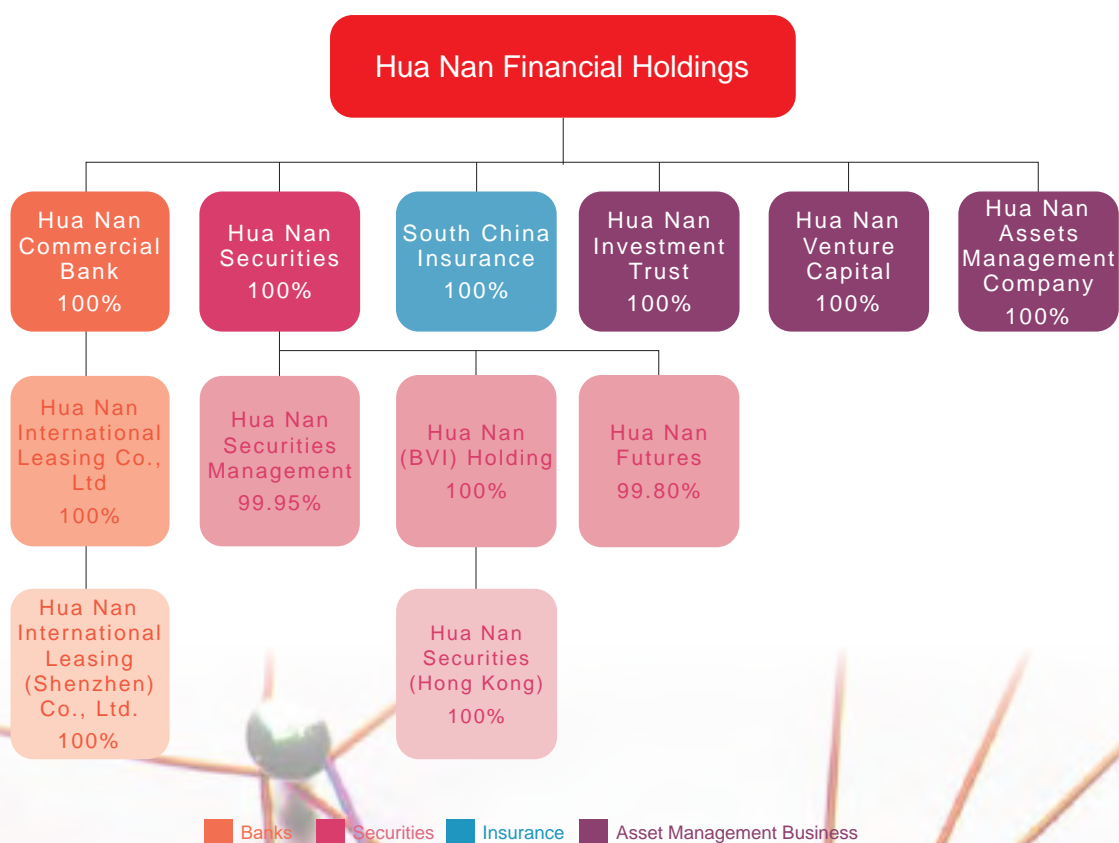 Hua Nan Financial Holdings
Hua Nan
Commercial
Bank
100%
Hua Nan
Securities
100%
South China
Insurance
100%
Hua Nan
Investment
Trust
100%
Hua Nan
Venture
Capital
100%
Hua Nan
Assets
Management
Company
100%
Hua Nan
International
Leasing Co.,
Ltd
100%
Hua Nan
Securities
Management
99.95%
Hua Nan
(BVI) Holding
100%
Hua Nan
Futures
99.80%
Hua Nan
International
Leasing
(Shenzhen)
Co., Ltd.
100%
Hua Nan
Securities
(Hong Kong)
100%
Banks Securities Insurance Asset Management Business